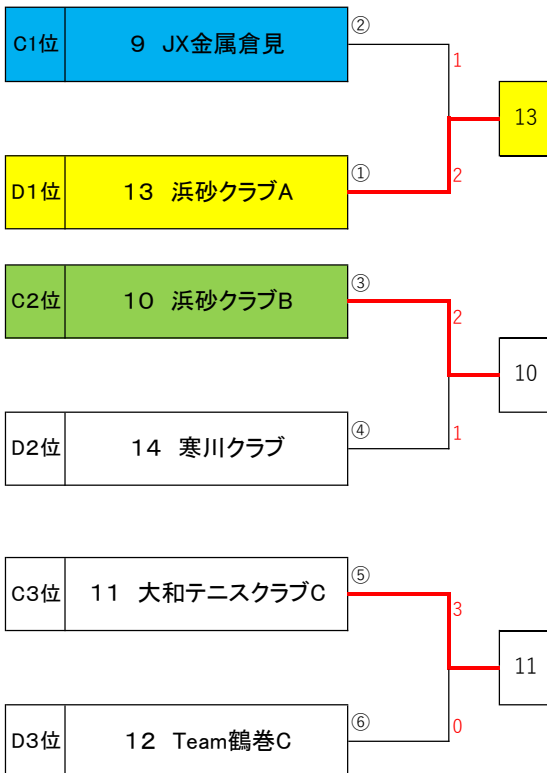 C1位 9 JX金属倉見 ②
1
13
D1位 13 浜砂クラブA ①
2
C2位 10 浜砂クラブB ③
2
10
D2位 14 寒川クラブ ④
1
C3位 11 大和テニスクラブC ⑤
3
11
D3位 12 Team鶴巻C ⑥
0